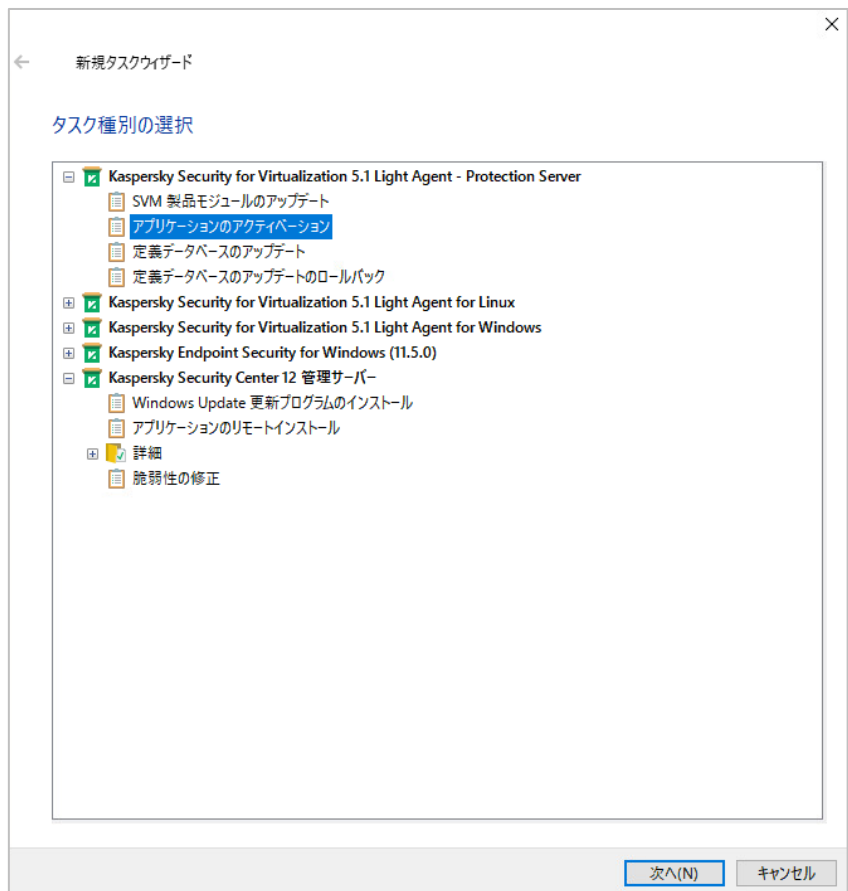 新規タスクウィザード
タスク種別の選択
Kaspersky Security for Virtualization 5.1 Light Agent - Protection Server
SVM 製品モジュールのアップデート
アプリケーションのアクティベーション
定義データベースのアップデート
定義データベースのアップデートのロールバック
Kaspersky Security for Virtualization 5.1 Light Agent for Linux
Kaspersky Security for Virtualization 5.1 Light Agent for Windows
Kaspersky Endpoint Security for Windows (11.5.0)
Kaspersky Security Center 12 管理サーバー
Windows Update 更新プログラムのインストール
アプリケーションのリモートインストール
詳細
脆弱性の修正
次へ(N) キャンセル